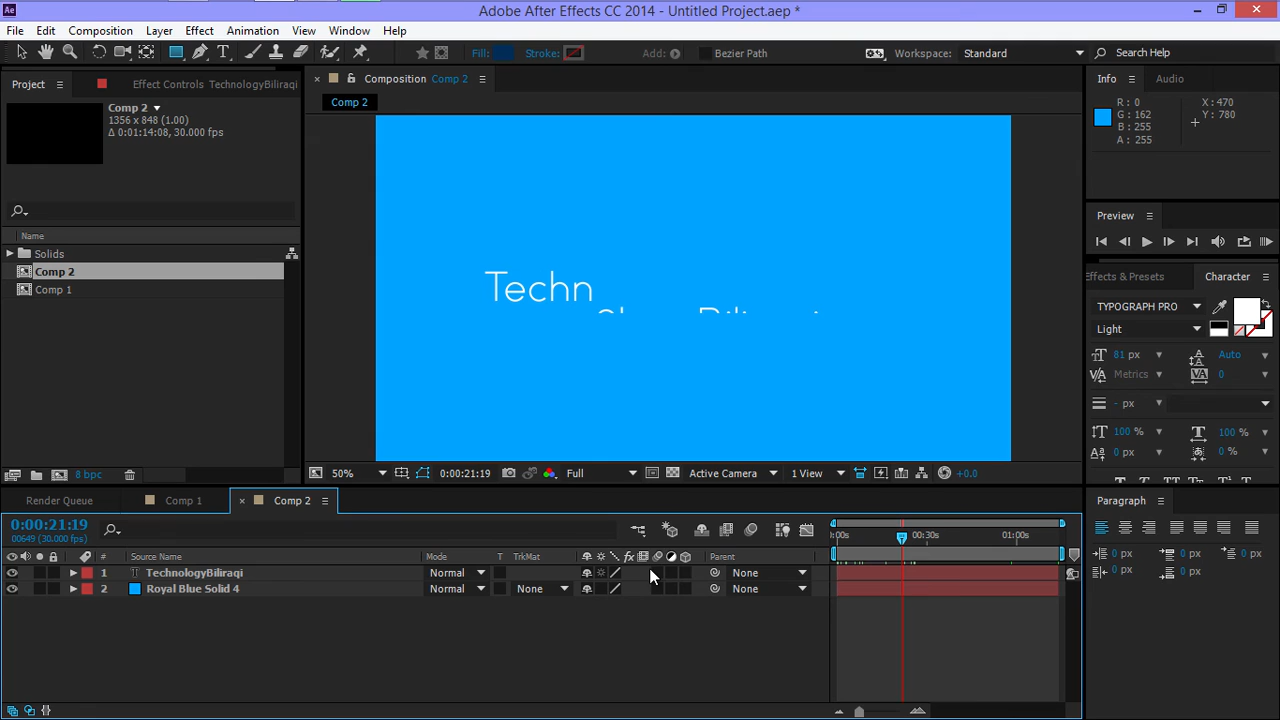 Adobe After Effects CC 2014 - Untitled Project.aep *
File Edit Composition Layer Effect Animation View Window Help
Fill: Stroke: Add: Bezier Path Workspace: Standard Search Help
Project Effect Controls TechnologyBiliraqi
Comp 2
1356 x 848 (1.00)
Δ 0:01:14:08, 30.000 fps
Name
Solids
Comp 2
Comp 1
8 bpc
Composition Comp 2
Comp 2
Techn
50% 0:00:21:19 Full Active Camera 1 View +0.0
Info Audio
R : 0
G : 162
B : 255
A : 255
X : 470
Y : 780
Preview
Effects & Presets Character
TYPOGRAPH PRO
Light
81 px Auto
Metrics 0
- px
100 % 100 %
0 px 0 %
Render Queue Comp 1 Comp 2
0:00:21:19
00649 (30.000 fps)
# Source Name Mode T TrkMat Parent
1 TechnologyBiliraqi Normal None
2 Royal Blue Solid 4 Normal None None
:00s 00:30s 01:00s
Paragraph
0 px 0 px 0 px
0 px 0 px